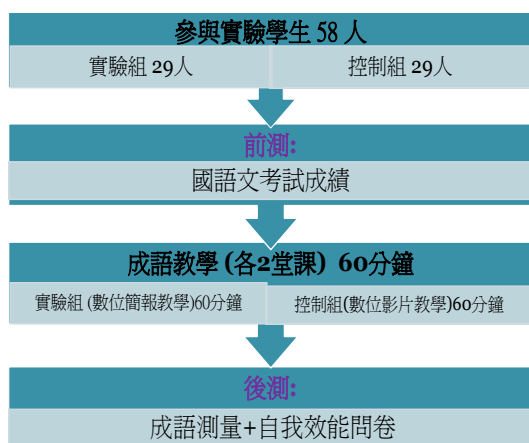 參與實驗學生 58 人
實驗組 29人 控制組 29人
前測:
國語文考試成績
成語教學 (各2堂課) 60分鐘
實驗組 (數位簡報教學)60分鐘 控制組(數位影片教學)60分鐘
後測:
成語測量+自我效能問卷